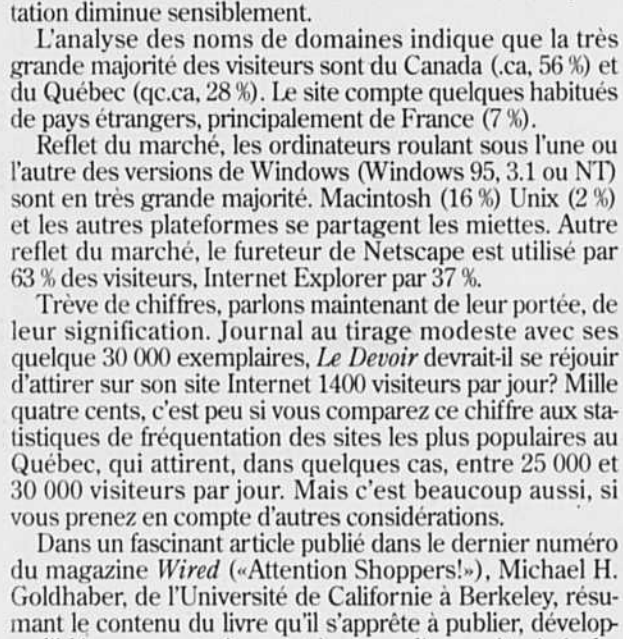 tation diminue sensiblement.
L'analyse des noms de domaines indique que la très
grande majorité des visiteurs sont du Canada (.ca, 56 %) et
du Québec (qc.ca, 28 %). Le site compte quelques habitués
de pays étrangers, principalement de France (7 %).
Reflet du marché, les ordinateurs roulant sous l'une ou
l'autre des versions de Windows (Windows 95, 3.1 ou NT)
sont en très grande majorité. Macintosh (16 %) Unix (2 %)
et les autres plateformes se partagent les miettes. Autre
reflet du marché, le fureteur de Netscape est utilisé par
63 % des visiteurs, Internet Explorer par 37 %.
Trève de chiffres, parlons maintenant de leur portée, de
leur signification. Journal au tirage modeste avec ses
quelque 30 000 exemplaires, Le Devoir devrait-il se réjouir
d'attirer sur son site Internet 1400 visiteurs par jour? Mille
quatre cents, c'est peu si vous comparez ce chiffre aux sta-
tistiques de fréquentation des sites les plus populaires au
Québec, qui attirent, dans quelques cas, entre 25 000 et
30 000 visiteurs par jour. Mais c'est beaucoup aussi, si
vous prenez en compte d'autres considérations.
Dans un fascinant article publié dans le dernier numéro
du magazine Wired («Attention Shoppers!»), Michael H.
Goldhaber, de l'Université de Californie à Berkeley, résu-
mant le contenu du livre qu'il s'apprête à publier, dévelop-